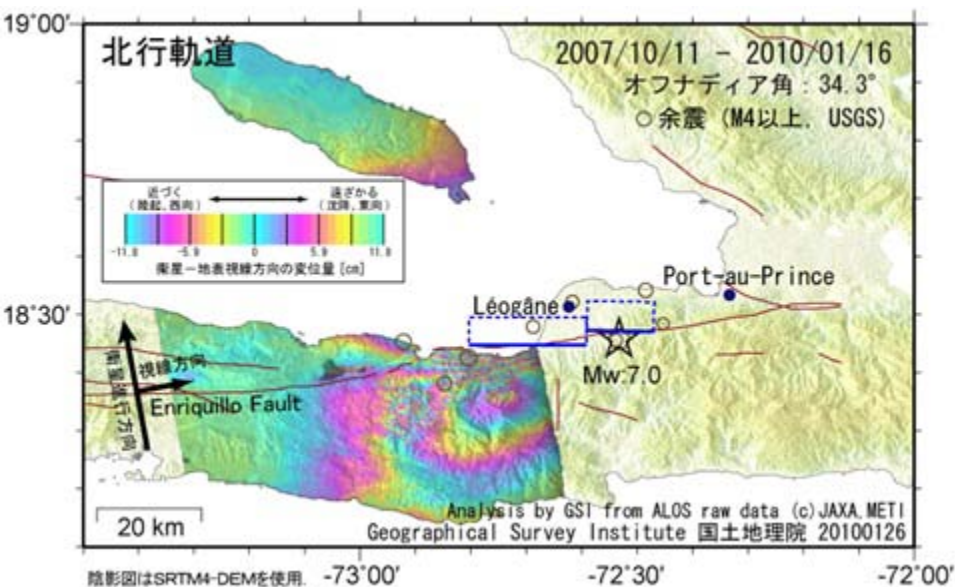 19°00'
北行軌道
2007/10/11 - 2010/01/16
オフナディア角：34.3°
○余震（M4以上, USGS）
近づく
（隆起,西向）
遠ざかる
（沈降,東向）
-11.8 -5.9 0 5.9 11.8
衛星－地表視線方向の変位量 [cm]
Port-au-Prince
Léogâne
18°30'
Mw:7.0
視線方向
衛星進行方向
Enriquillo Fault
20 km
Analysis by GSI from ALOS raw data (c)JAXA,METI
Geographical Survey Institute 国土地理院 20100126
陰影図はSRTM4-DEMを使用.
-73°00' -72°30' -72°00'